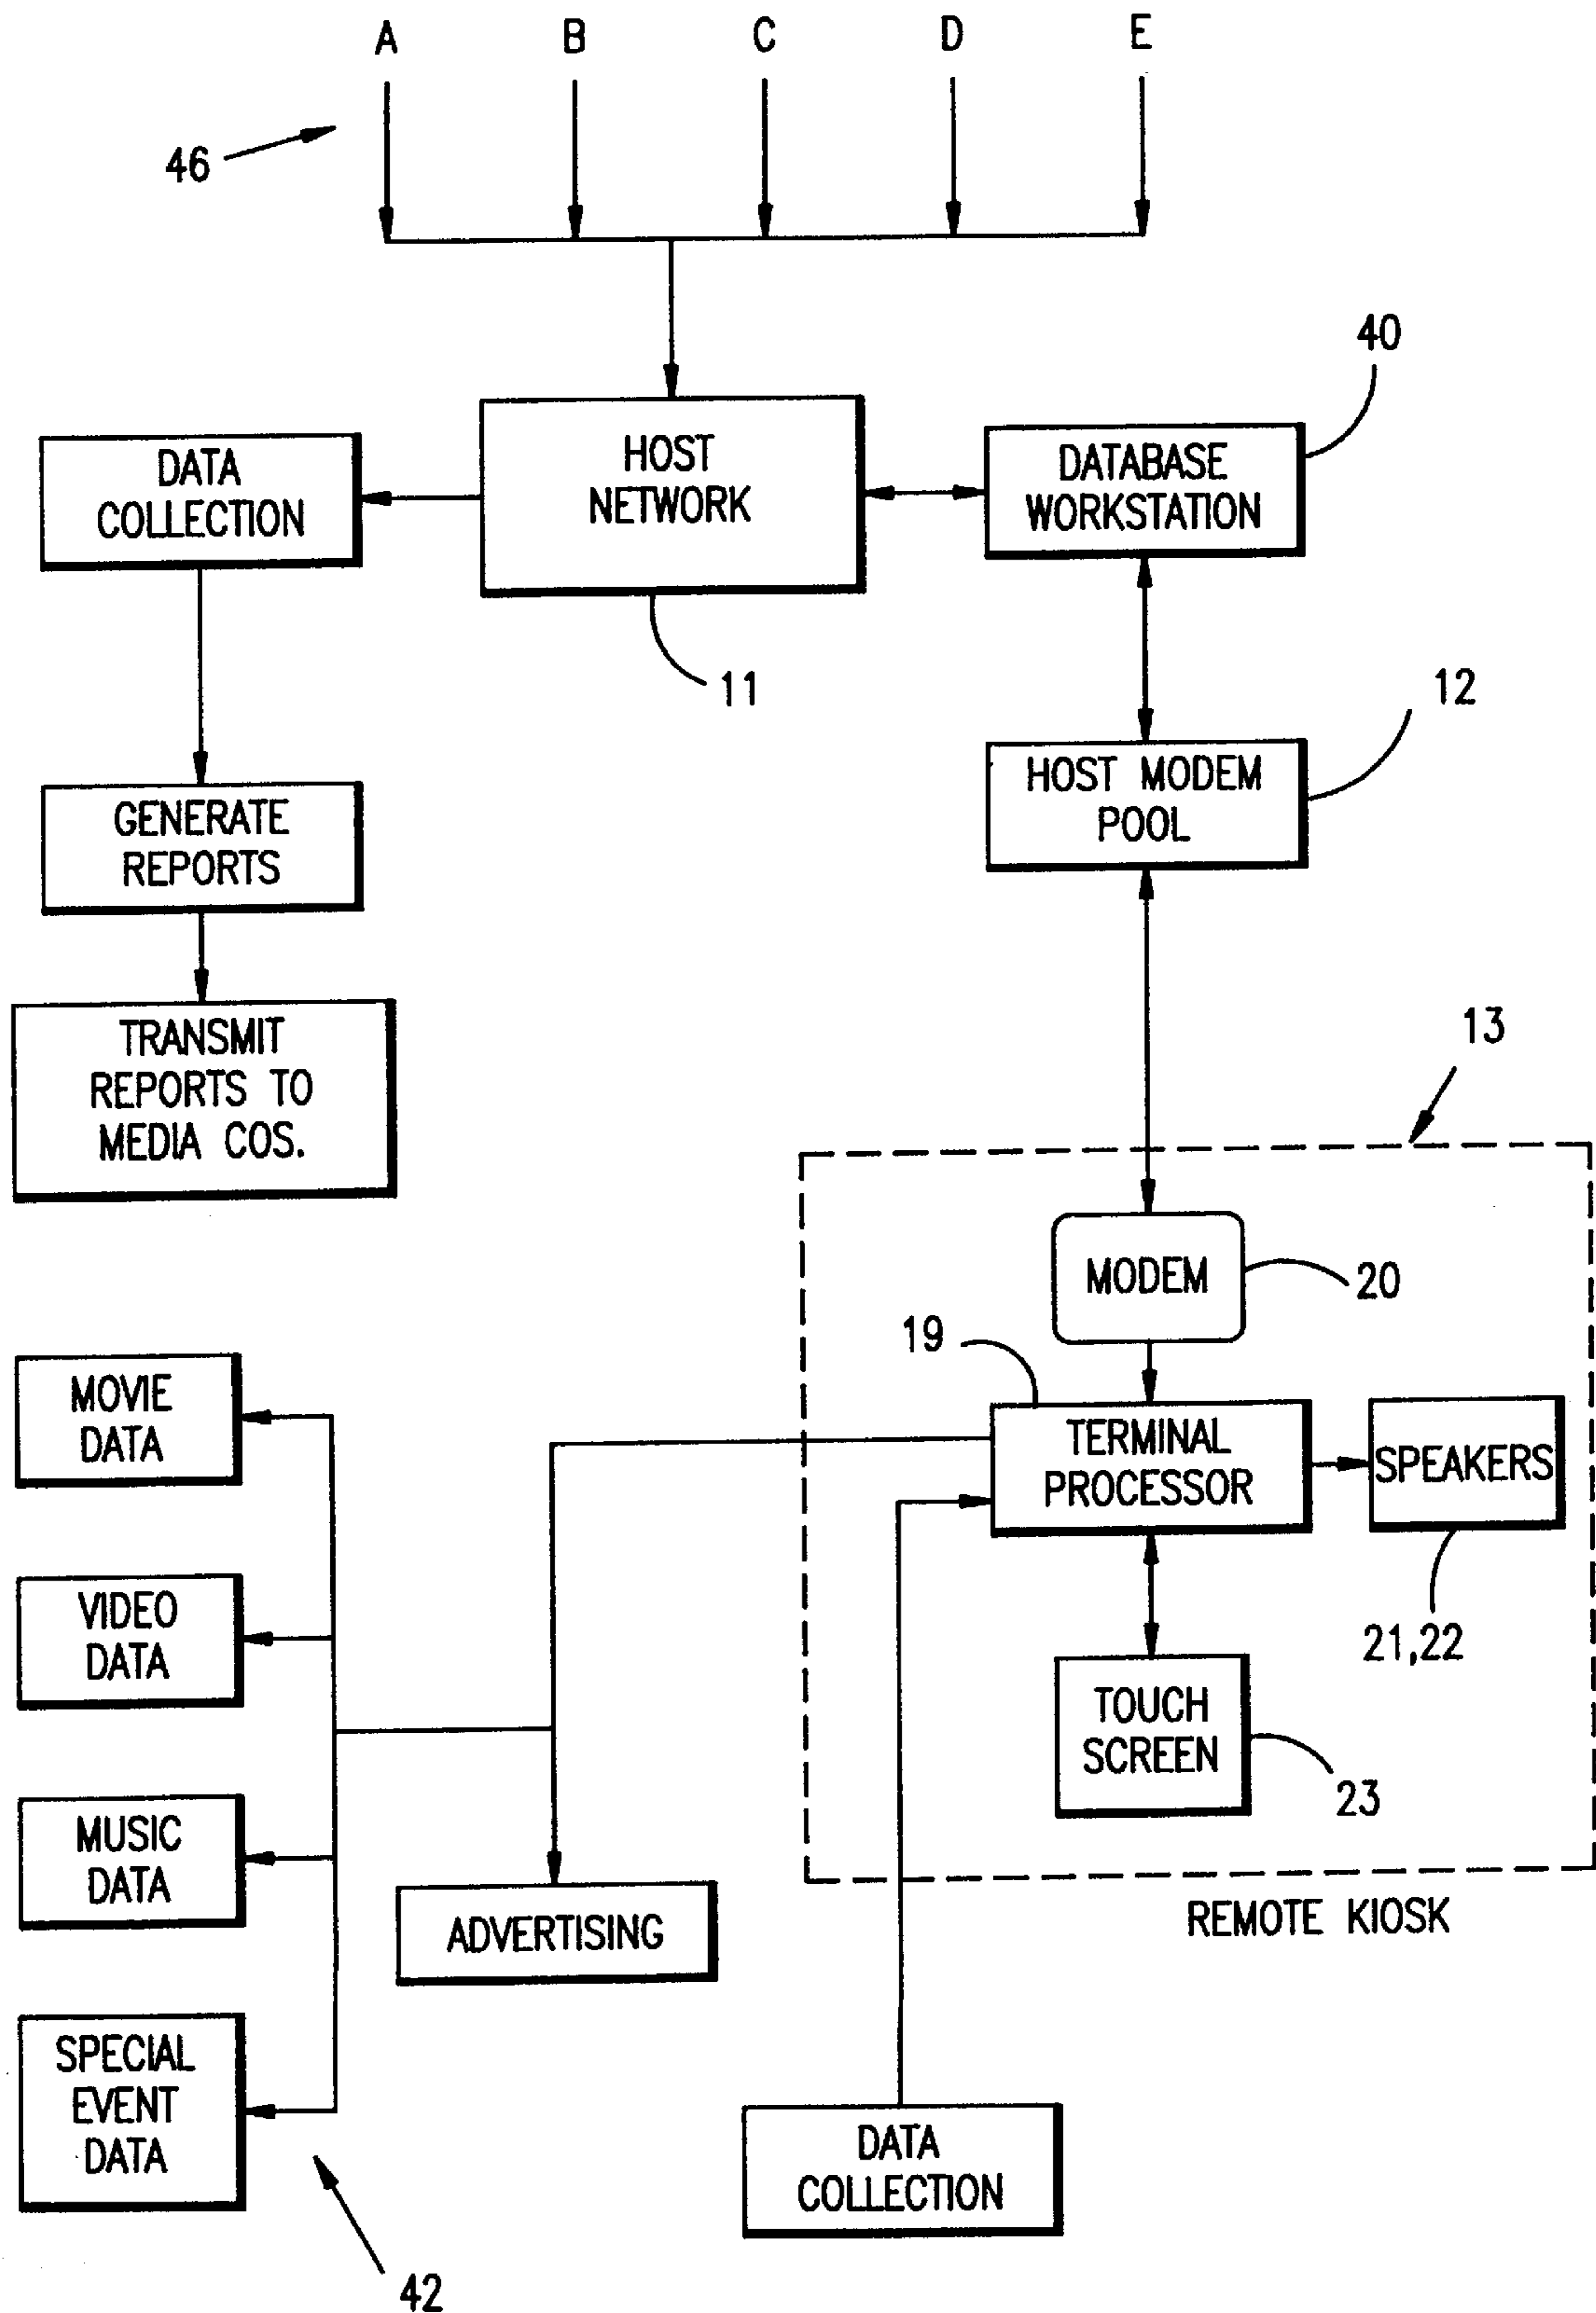 A B C D E
46
40
HOST
NETWORK
DATA
COLLECTION
DATABASE
WORKSTATION
11
12
HOST MODEM
POOL
GENERATE
REPORTS
TRANSMIT
REPORTS TO
MEDIA COS.
13
MODEM
20
19
TERMINAL
PROCESSOR
SPEAKERS
21,22
TOUCH
SCREEN
23
REMOTE KIOSK
MOVIE
DATA
VIDEO
DATA
MUSIC
DATA
ADVERTISING
SPECIAL
EVENT
DATA
42
DATA
COLLECTION